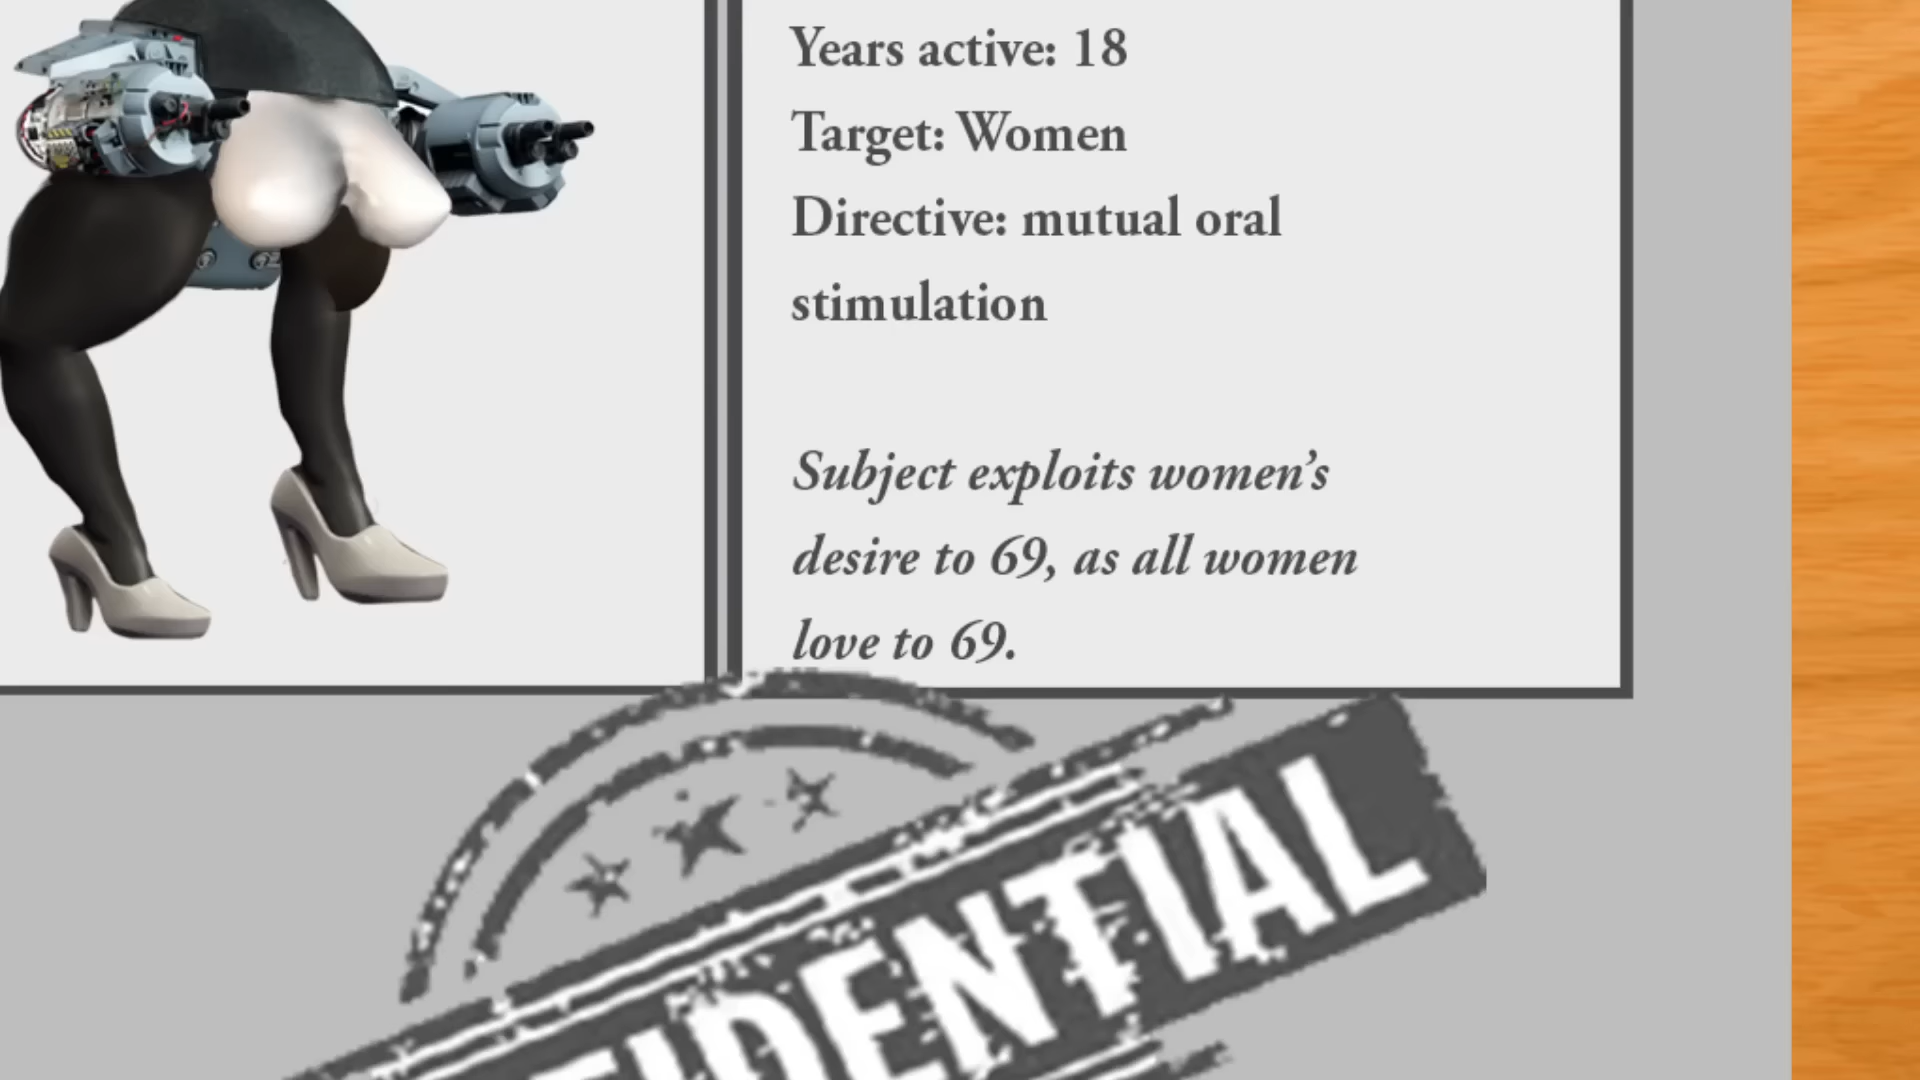 Years active: 18
Target: Women
Directive: mutual oral
stimulation
Subject exploits women’s
desire to 69, as all women
love to 69.
FIDENTIAL